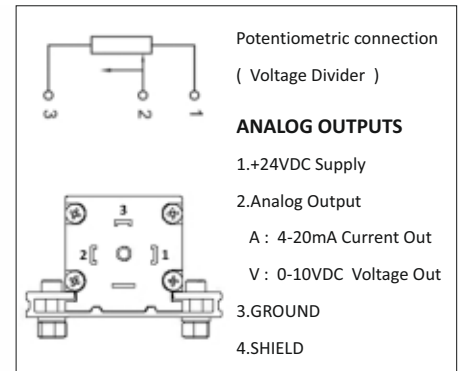 Potentiometric connection
( Voltage Divider )
3 2 1
ANALOG OUTPUTS
1.+24VDC Supply
2.Analog Output
A : 4-20mA Current Out
V : 0-10VDC Voltage Out
3.GROUND
4.SHIELD
3
2 1